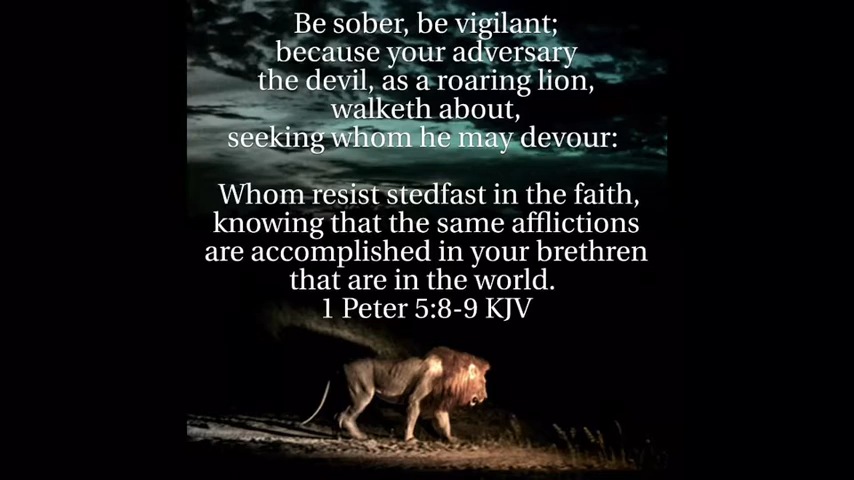 Be sober, be vigilant;
because your adversary
the devil, as a roaring lion,
walketh about,
seeking whom he may devour:
Whom resist stedfast in the faith,
knowing that the same afflictions
are accomplished in your brethren
that are in the world.
1 Peter 5:8-9 KJV